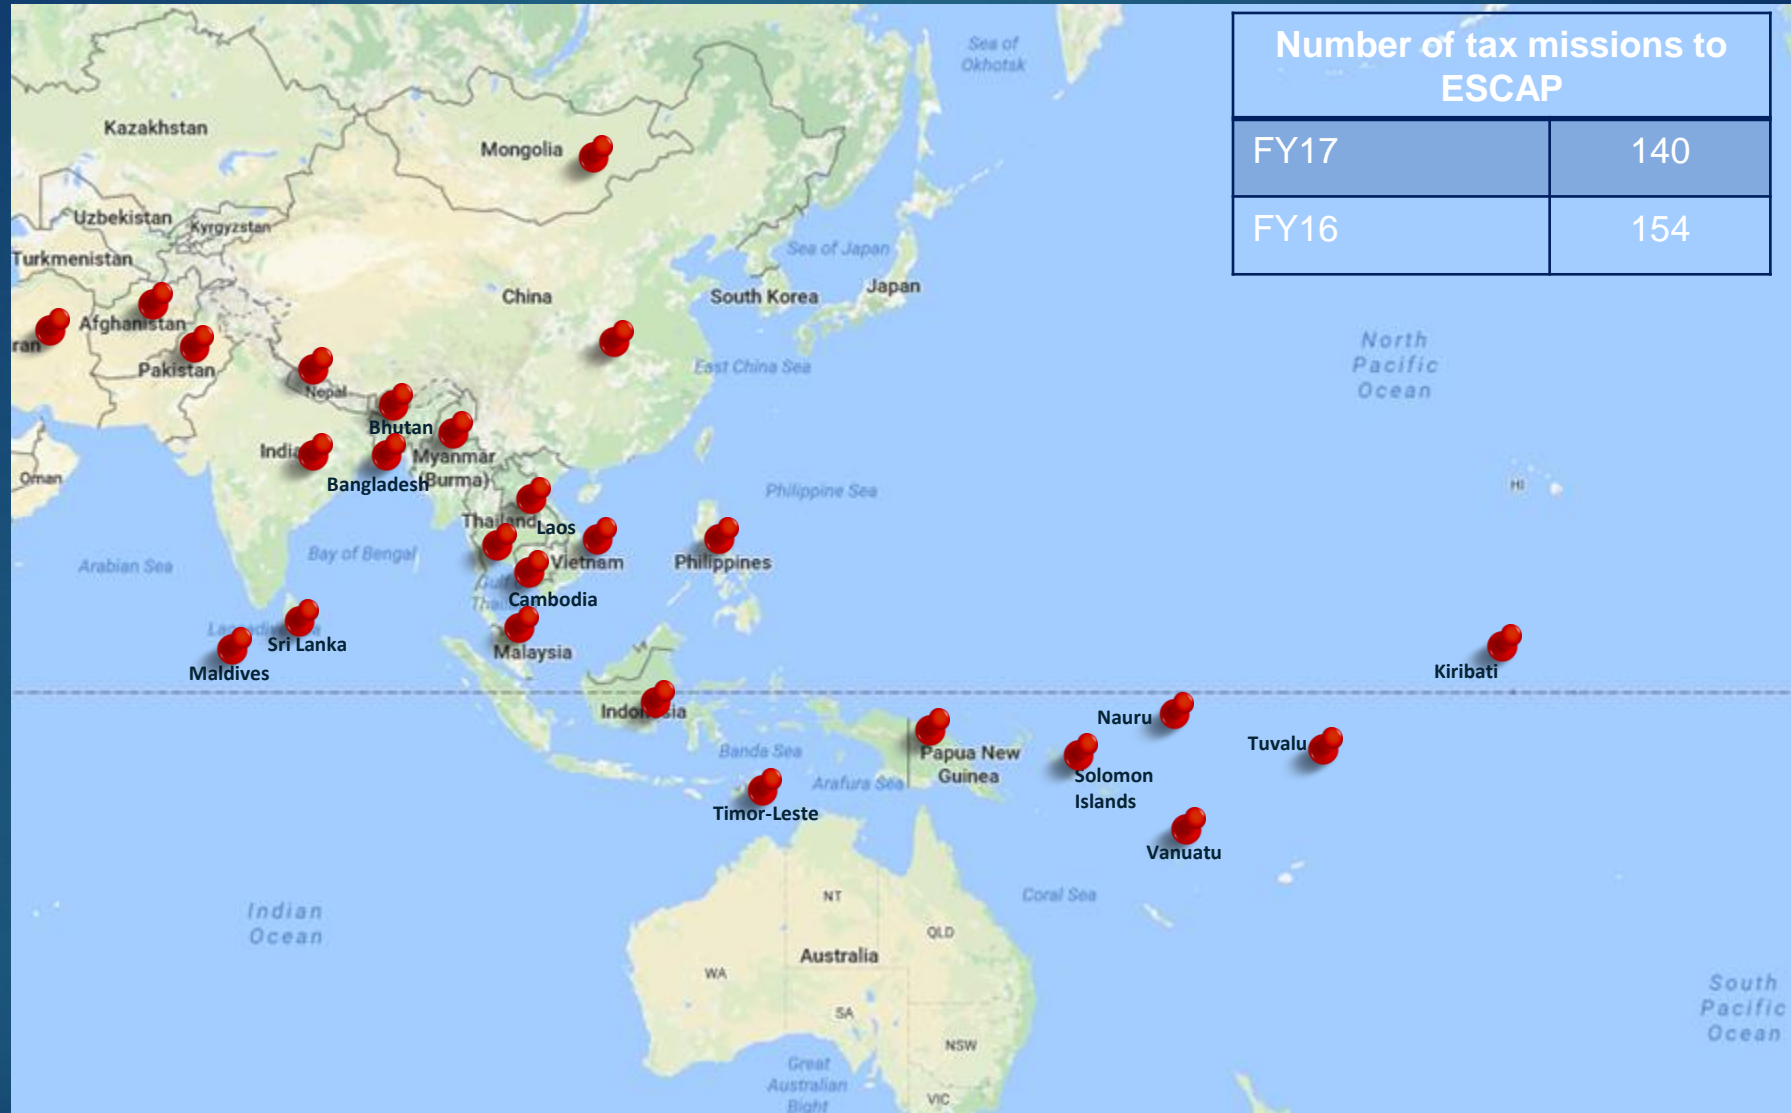 Number of tax missions to
ESCAP
FY17 140
FY16 154
Sea of
Okhotsk
Kazakhstan
Mongolia
Uzbekistan
Kyrgyzstan
Turkmenistan
Sea of Japan
Japan
China
South Korea
Afghanistan
ran
Pakistan
East China Sea
North
Pacific
Ocean
Nepal
Bhutan
India
Myanmar
(Burma)
Bangladesh
Oman
HI
Philippine Sea
Thailand
Laos
Bay of Bengal
Arabian Sea
Vietnam
Philippines
Gulf
Cambodia
Sri Lanka
Malaysia
Maldives
Kiribati
Indonesia
Nauru
Tuvalu
Banda Sea
Papua New
Guinea
Arafura Sea
Solomon
Islands
Timor-Leste
Vanuatu
Coral Sea
NT
Indian
Ocean
QLD
Australia
WA
SA
South
Pacific
Ocean
NSW
Great
Australian
Bight
VIC